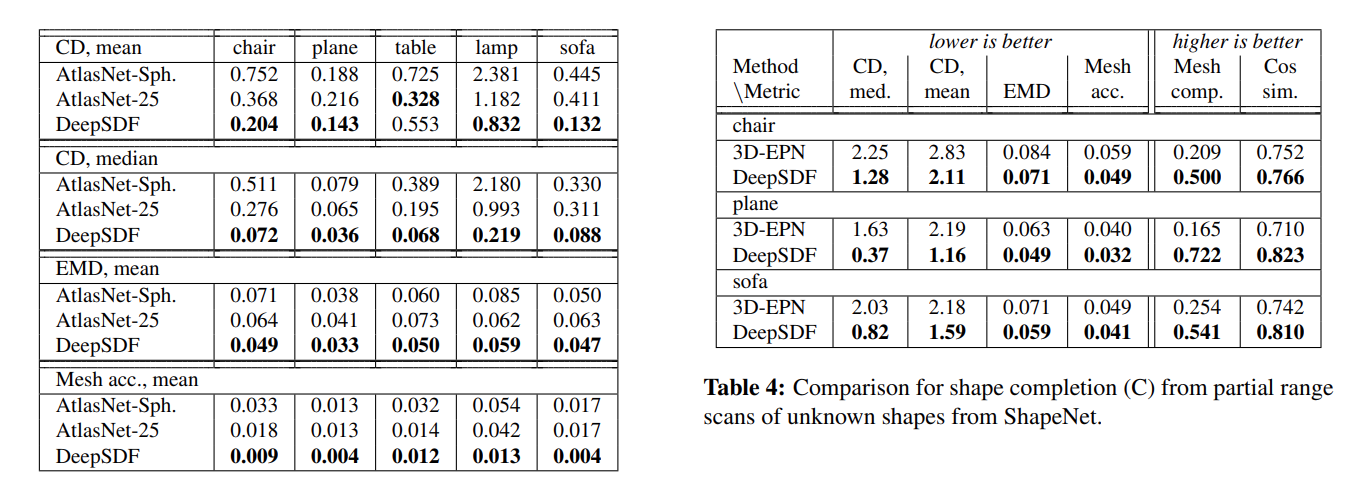 CD, mean chair plane table lamp sofa
AtlasNet-Sph. 0.752 0.188 0.725 2.381 0.445
AtlasNet-25 0.368 0.216 0.328 1.182 0.411
DeepSDF 0.204 0.143 0.553 0.832 0.132
CD, median
AtlasNet-Sph. 0.511 0.079 0.389 2.180 0.330
AtlasNet-25 0.276 0.065 0.195 0.993 0.311
DeepSDF 0.072 0.036 0.068 0.219 0.088
EMD, mean
AtlasNet-Sph. 0.071 0.038 0.060 0.085 0.050
AtlasNet-25 0.064 0.041 0.073 0.062 0.063
DeepSDF 0.049 0.033 0.050 0.059 0.047
Mesh acc., mean
AtlasNet-Sph. 0.033 0.013 0.032 0.054 0.017
AtlasNet-25 0.018 0.013 0.014 0.042 0.017
DeepSDF 0.009 0.004 0.012 0.013 0.004
lower is better higher is better
Method CD, CD, Mesh Mesh Cos
\Metric med. mean EMD acc. comp. sim.
chair
3D-EPN 2.25 2.83 0.084 0.059 0.209 0.752
DeepSDF 1.28 2.11 0.071 0.049 0.500 0.766
plane
3D-EPN 1.63 2.19 0.063 0.040 0.165 0.710
DeepSDF 0.37 1.16 0.049 0.032 0.722 0.823
sofa
3D-EPN 2.03 2.18 0.071 0.049 0.254 0.742
DeepSDF 0.82 1.59 0.059 0.041 0.541 0.810
Table 4: Comparison for shape completion (C) from partial range
scans of unknown shapes from ShapeNet.